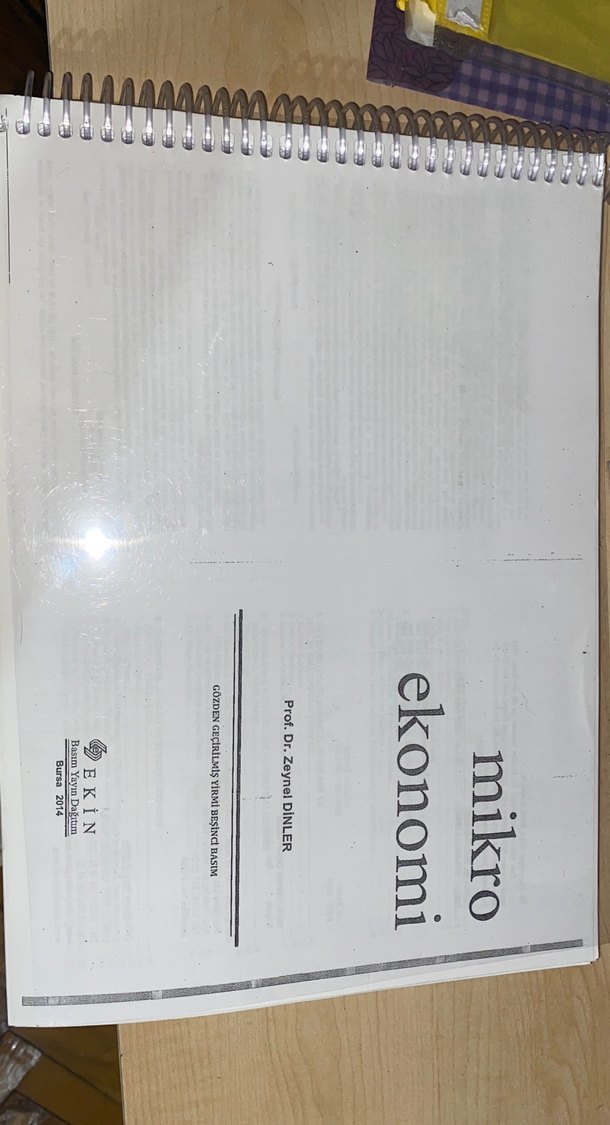 mikro
ekonomi
Prof. Dr. Zeynel DİNLER
GÖZDEN GEÇİRİLMİŞ YİRMİ BEŞİNCİ BASIM
EKİN
Basım Yayın Dağıtım
Bursa 2014